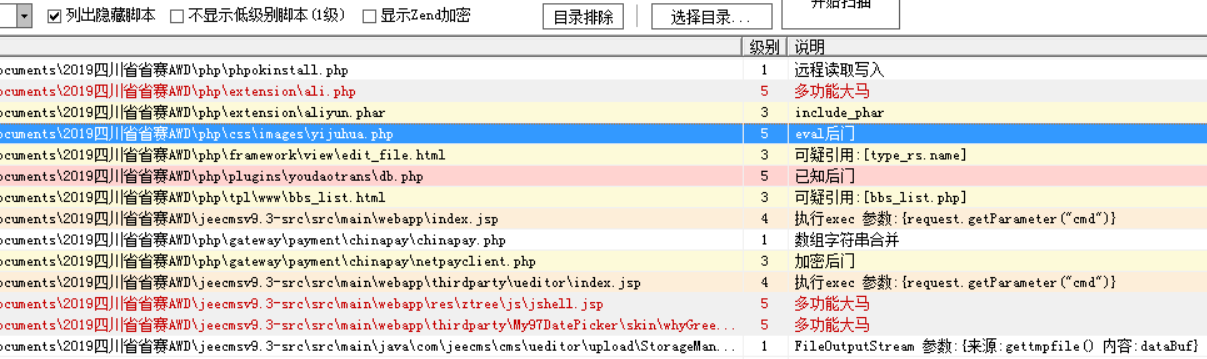 列出隐藏脚本 不显示低级别脚本(1级) 显示Zend加密 目录排除 选择目录... 开始扫描
级别 说明
ocuments\2019四川省省赛AWD\php\phpokinstall.php 1 远程读取写入
ocuments\2019四川省省赛AWD\php\extension\ali.php 5 多功能大马
ocuments\2019四川省省赛AWD\php\extension\aliyun.phar 3 include_phar
ocuments\2019四川省省赛AWD\php\css\images\yijuhua.php 5 eval后门
ocuments\2019四川省省赛AWD\php\framework\view\edit_file.html 3 可疑引用:[type_rs.name]
ocuments\2019四川省省赛AWD\php\plugins\youdaotrans\db.php 5 已知后门
ocuments\2019四川省省赛AWD\php\tpl\www\bbs_list.html 3 可疑引用:[bbs_list.php]
ocuments\2019四川省省赛AWD\jeecmsv9.3-src\src\main\webapp\index.jsp 4 执行exec 参数:{request.getParameter("cmd")}
ocuments\2019四川省省赛AWD\php\gateway\payment\chinapay\chinapay.php 1 数组字符串合并
ocuments\2019四川省省赛AWD\php\gateway\payment\chinapay\netpayclient.php 3 加密后门
ocuments\2019四川省省赛AWD\jeecmsv9.3-src\src\main\webapp\thirdparty\ueditor\index.jsp 4 执行exec 参数:{request.getParameter("cmd")}
ocuments\2019四川省省赛AWD\jeecmsv9.3-src\src\main\webapp\res\ztree\js\jshell.jsp 5 多功能大马
ocuments\2019四川省省赛AWD\jeecmsv9.3-src\src\main\webapp\thirdparty\My97DatePicker\skin\whyGree... 5 多功能大马
ocuments\2019四川省省赛AWD\jeecmsv9.3-src\src\main\java\com\jeecms\cms\ueditor\upload\StorageMan... 1 FileOutputStream 参数:{来源:gettmpfile() 内容:dataBuf}